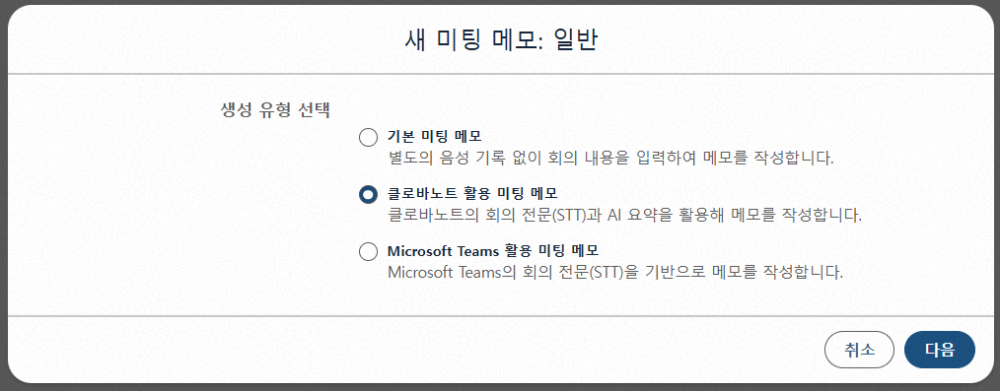 새 미팅 메모: 일반
생성 유형 선택
기본 미팅 메모
별도의 음성 기록 없이 회의 내용을 입력하여 메모를 작성합니다.
클로바노트 활용 미팅 메모
클로바노트의 회의 전문(STT)과 AI 요약을 활용해 메모를 작성합니다.
Microsoft Teams 활용 미팅 메모
Microsoft Teams의 회의 전문(STT)을 기반으로 메모를 작성합니다.
취소 다음